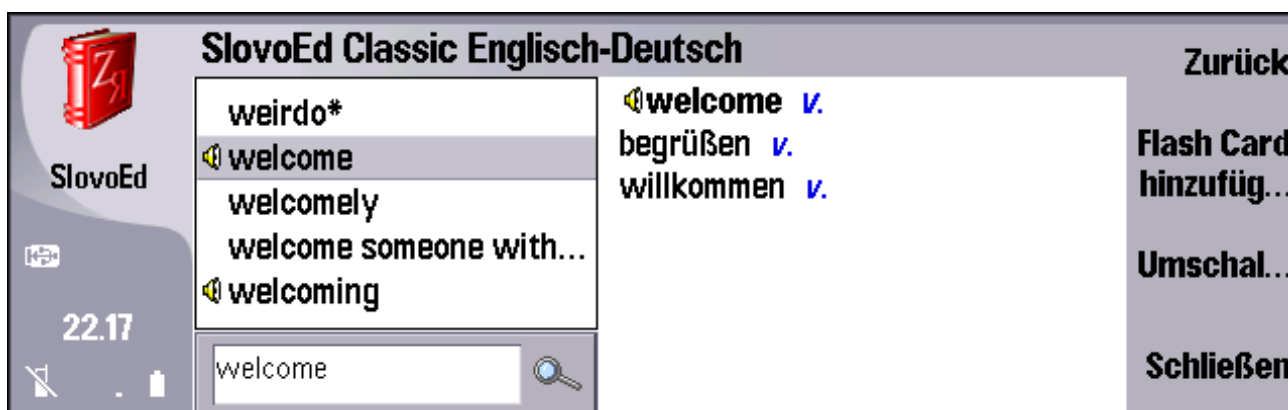 SlovoEd Classic Englisch-Deutsch
SlovoEd
22.17
weirdo*
welcome
welcomely
welcome someone with...
welcoming
welcome
welcome v.
begrüßen v.
willkommen v.
Zurück
Flash Card
hinzufüg...
Umschal...
Schließen